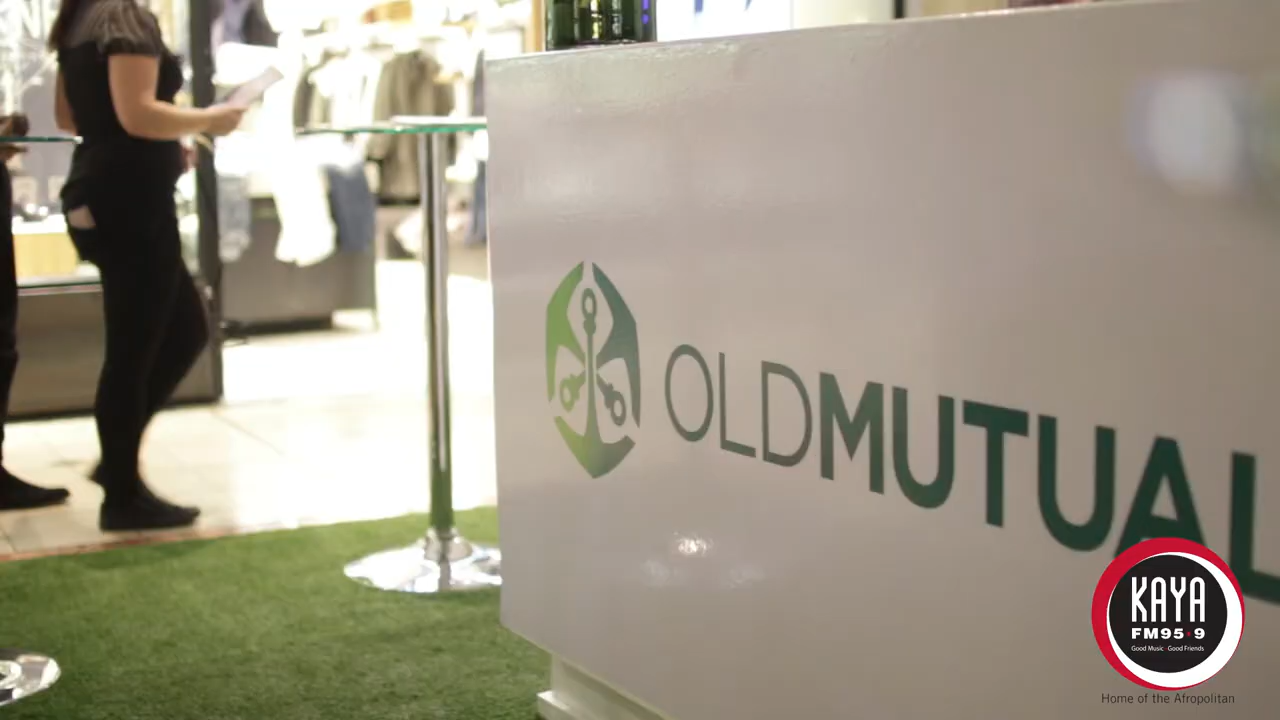 OLDMUTUAL
KAYA
FM95•9
Good Music · Good Friends
Home of the Afropolitan